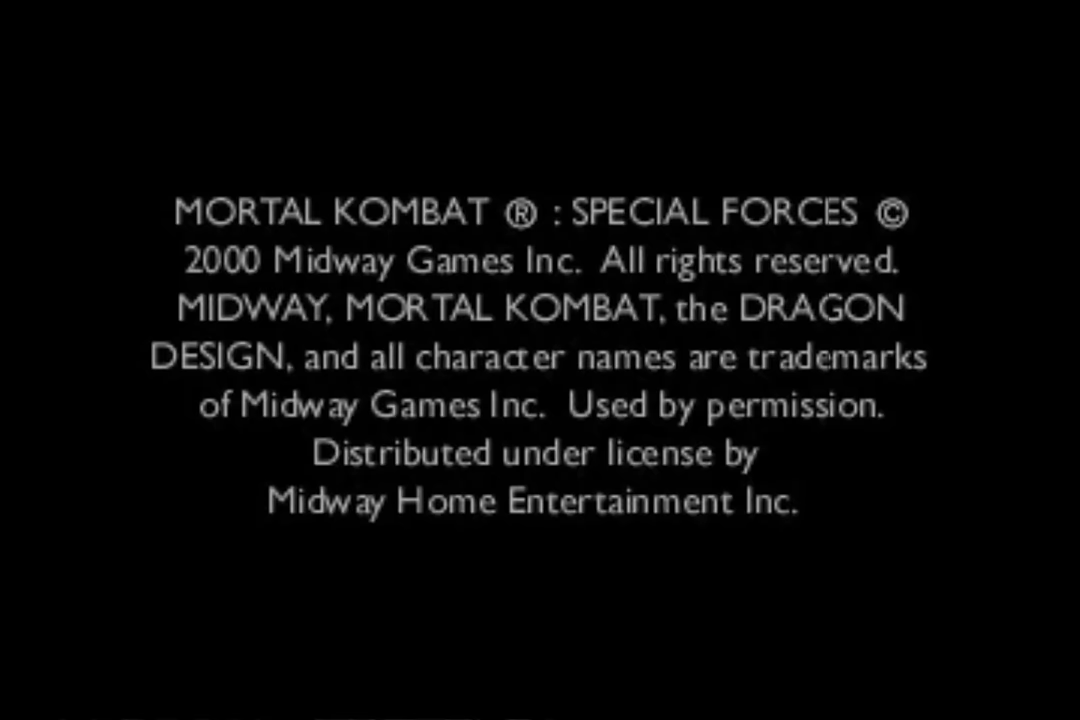 MORTAL KOMBAT ® : SPECIAL FORCES ©
2000 Midway Games Inc.  All rights reserved.
MIDWAY, MORTAL KOMBAT, the DRAGON
DESIGN, and all character names are trademarks
of Midway Games Inc.  Used by permission.
Distributed under license by
Midway Home Entertainment Inc.